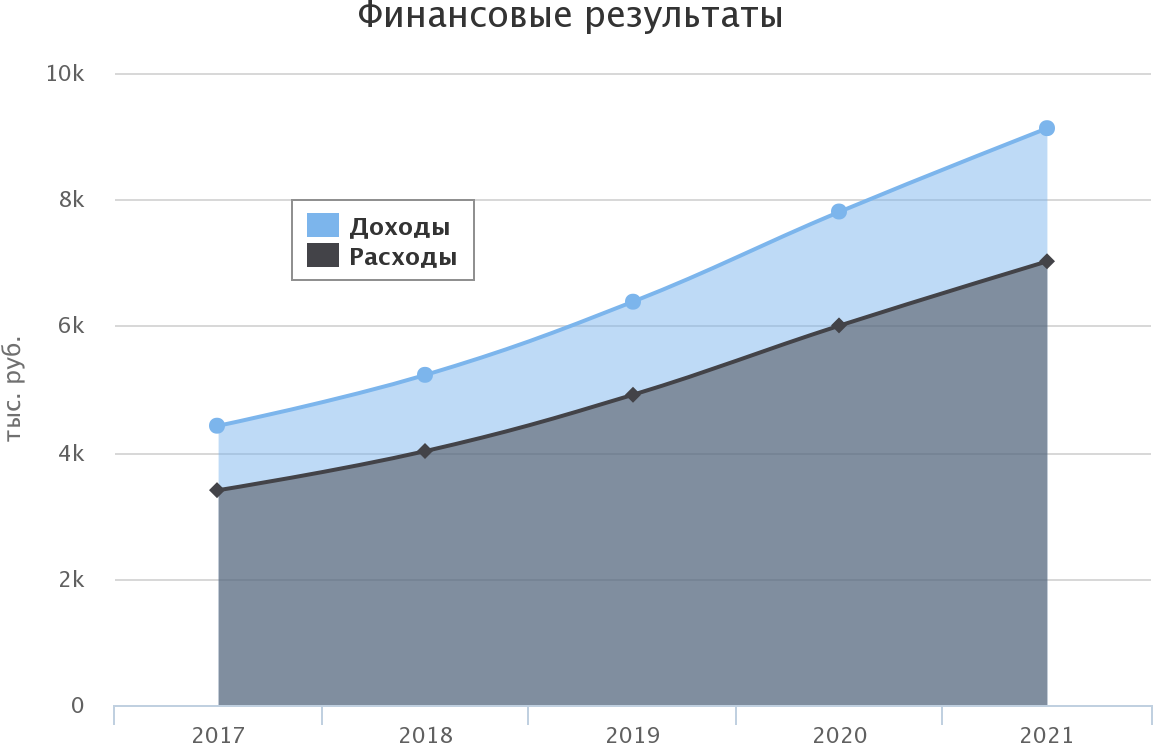 Финансовые результаты
10k
8k
6k
4k
2k
0
тыс. руб.
Доходы
Расходы
2017 2018 2019 2020 2021